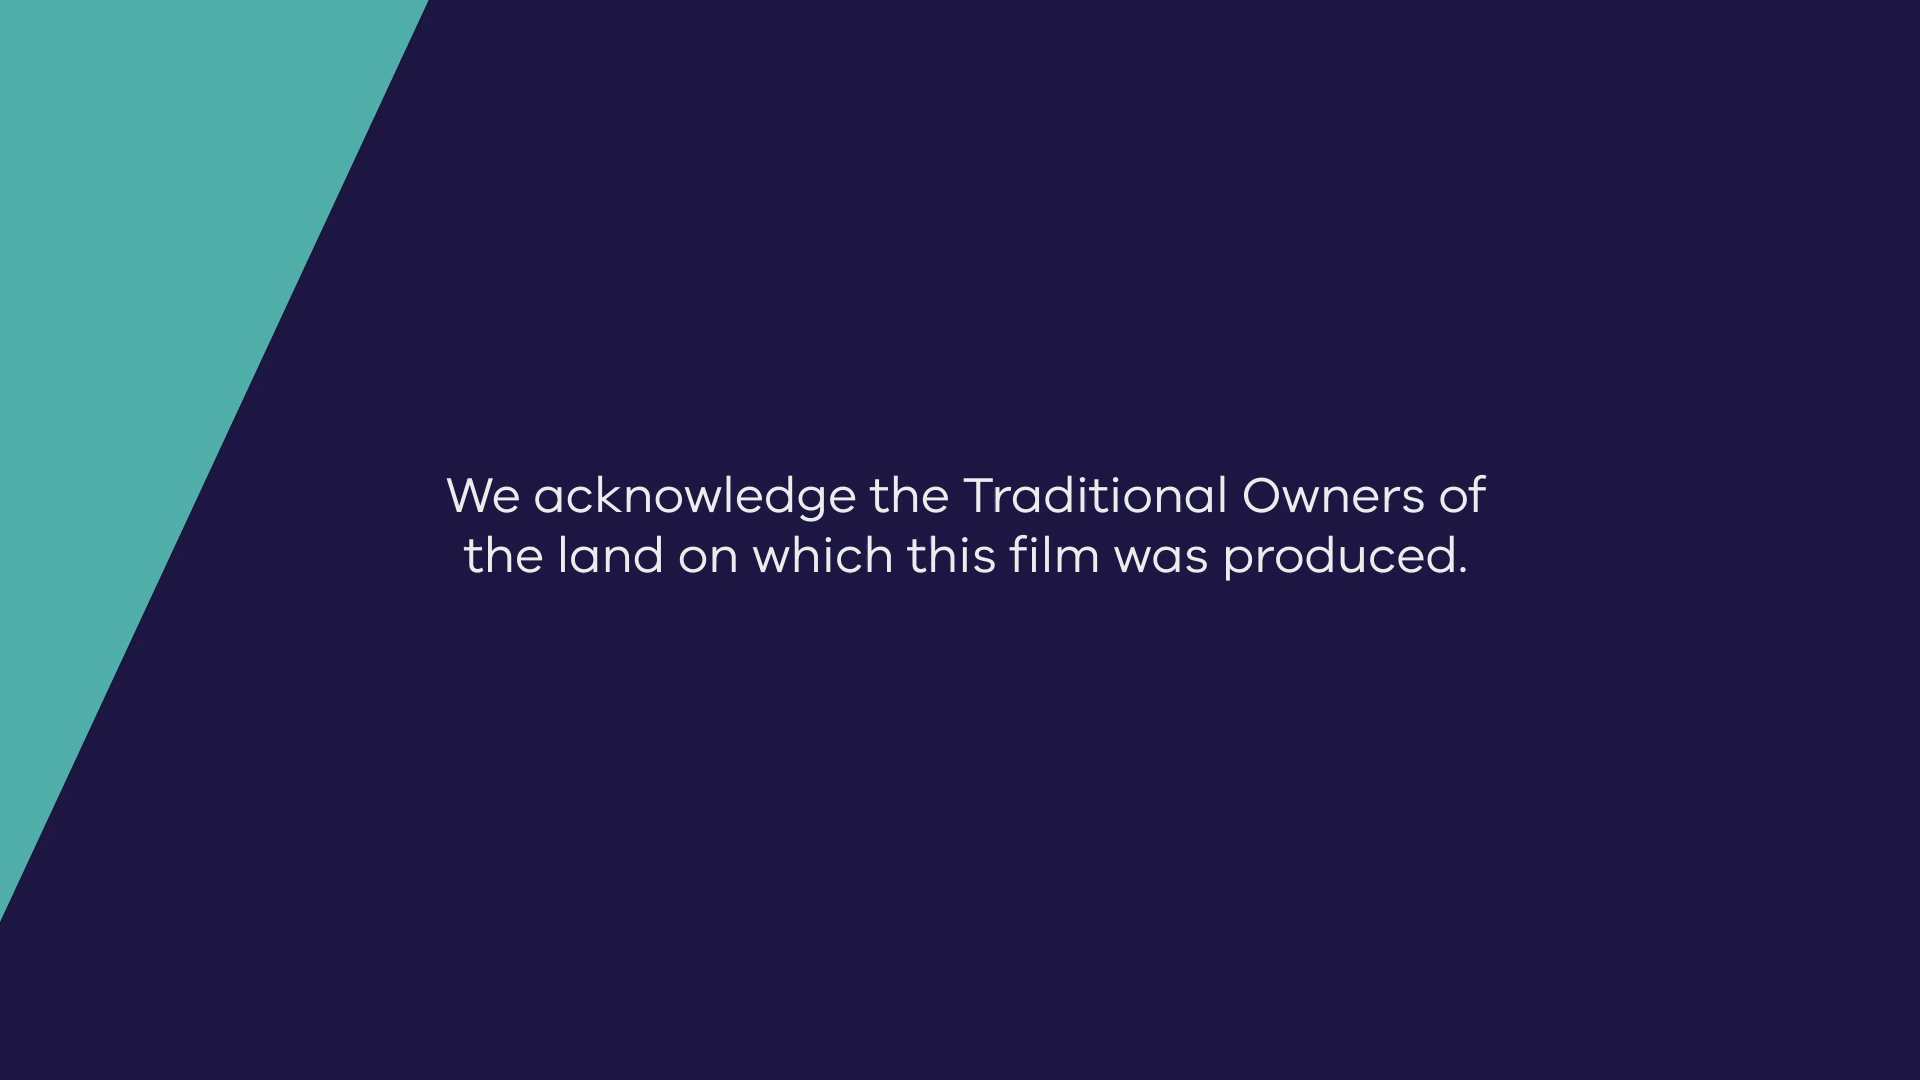 We acknowledge the Traditional Owners of
the land on which this film was produced.